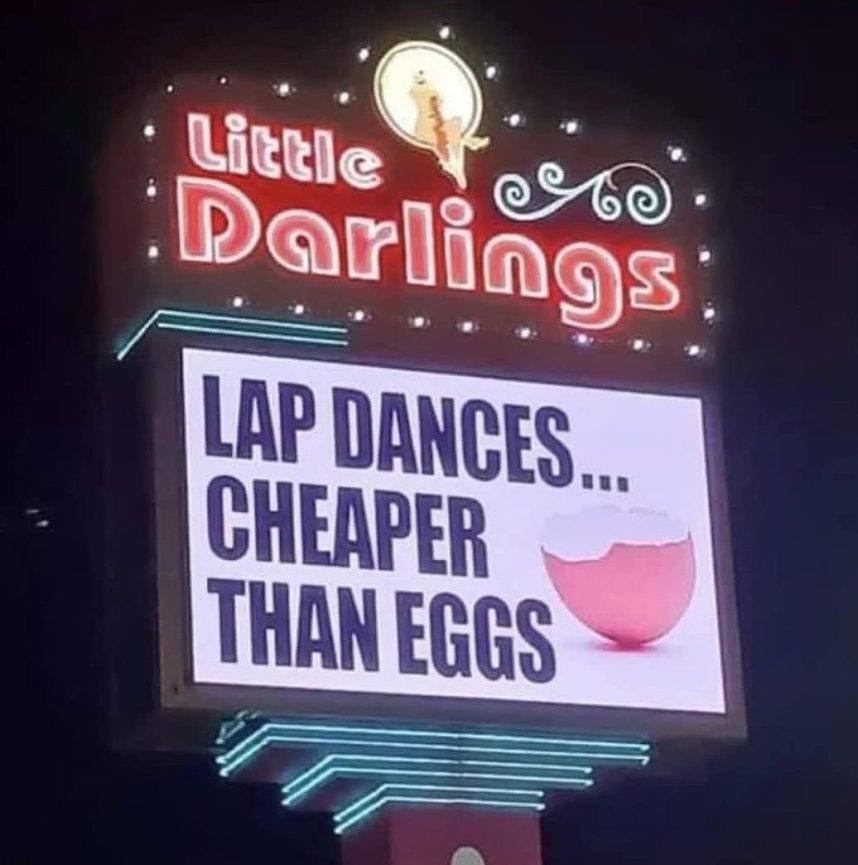 Little
Darlings
LAP DANCES...
CHEAPER
THAN EGGS